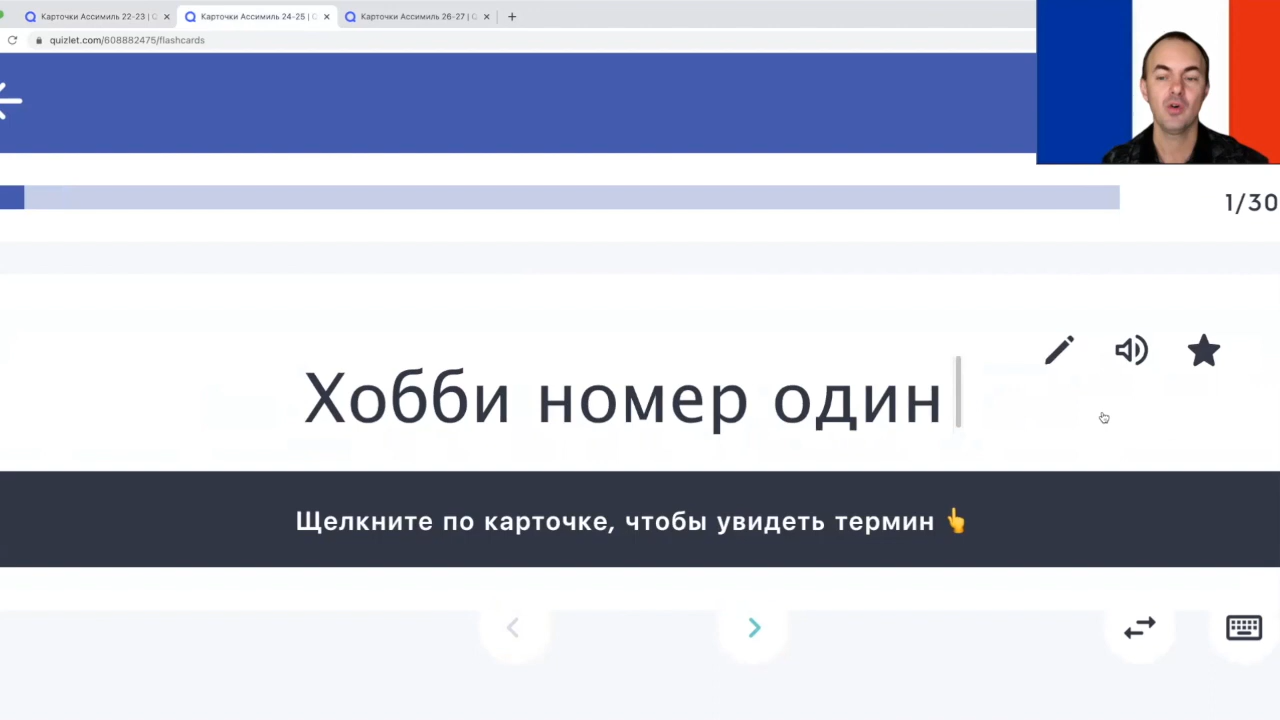 Карточки Ассимиль 22-23 | Q
Карточки Ассимиль 24-25 | Q
Карточки Ассимиль 26-27 | Q
quizlet.com/608882475/flashcards
1/30
Хобби номер один
Щелкните по карточке, чтобы увидеть термин 👆